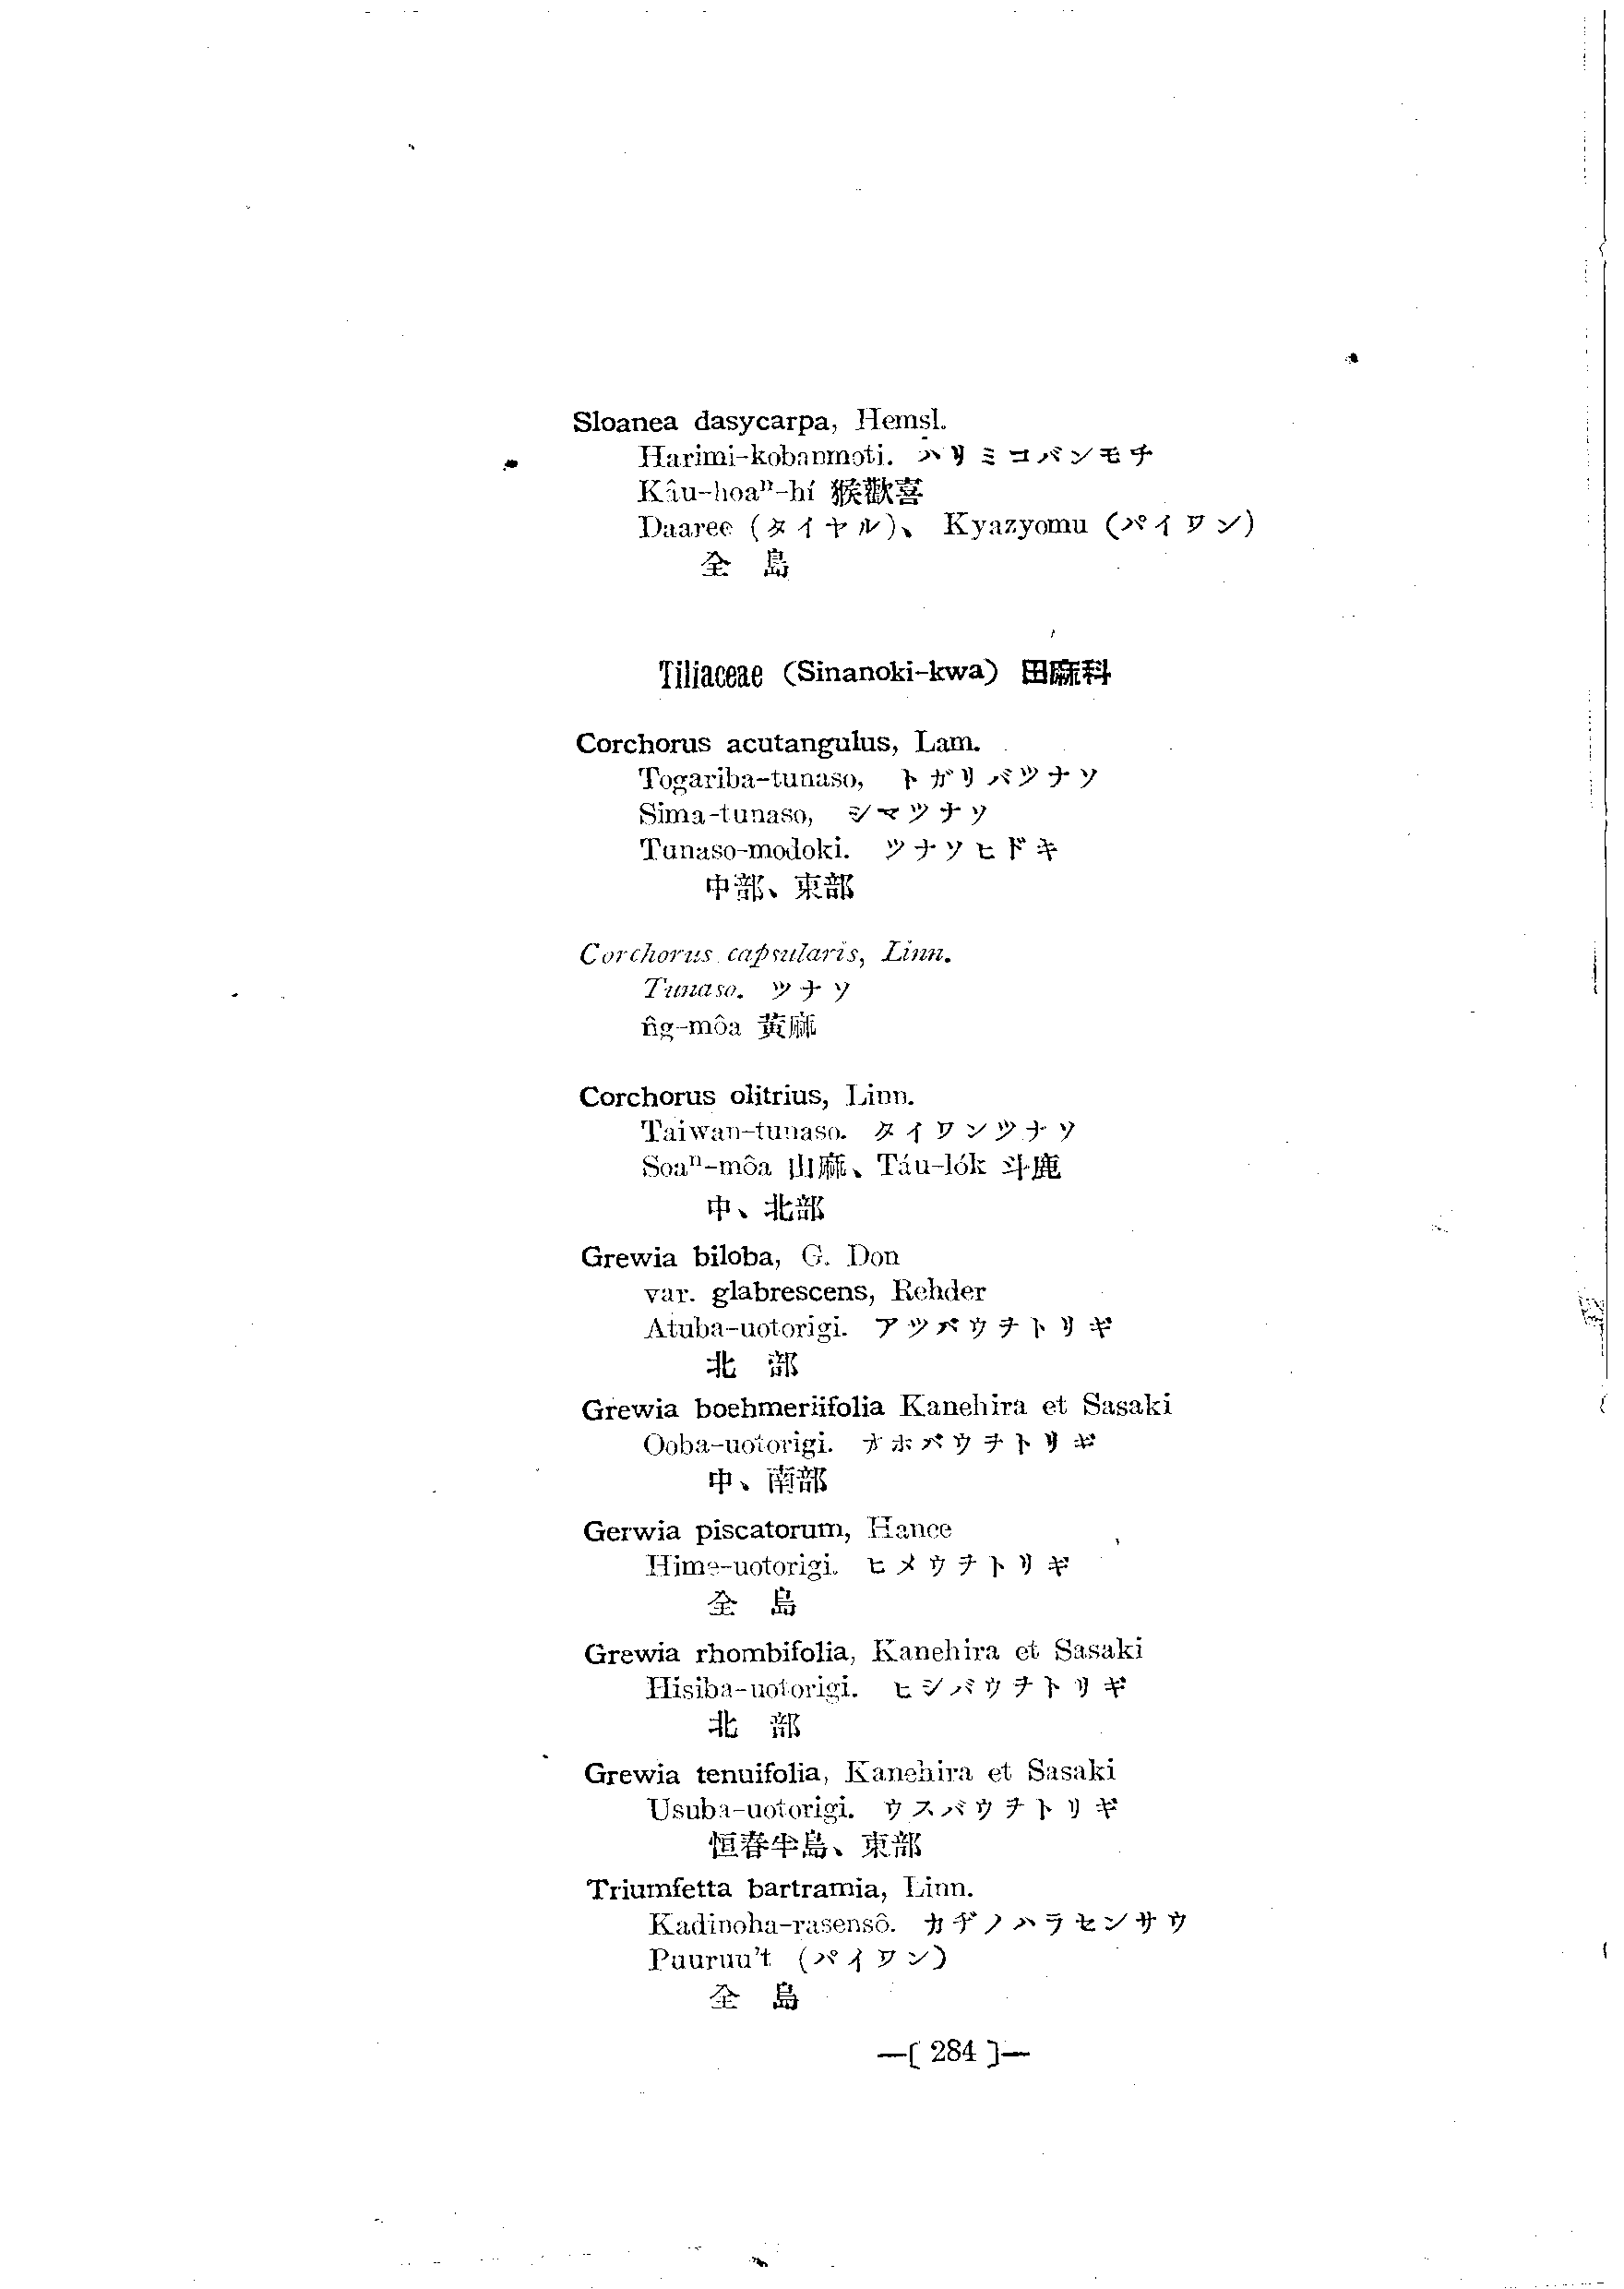 Sloanea dasycarpa, Hemsl.
Harimi-kobanmoti. ハリミコバンモチ
Kâu-hoaⁿ-hí 猴歡喜
Daaree (タイヤル)、 Kyazyomu (パイワン)
全 島
Tiliaceae (Sinanoki-kwa) 田麻科
Corchorus acutangulus, Lam.
Togariba-tunaso, トガリバツナソ
Sima-tunaso, シマツナソ
Tunaso-modoki. ツナソヒドキ
中部、東部
Corchorus capsularis, Linn.
Tunaso. ツナソ
n̂g-môa 黃麻
Corchorus olitrius, Linn.
Taiwan-tunaso. タイワンツナソ
Soaⁿ-môa 山麻、Táu-lók 斗鹿
中、北部
Grewia biloba, G. Don
var. glabrescens, Rehder
Atuba-uotorigi. アツバウヲトリギ
北 部
Grewia boehmeriifolia Kanehira et Sasaki
Ooba-uotorigi. オホバウヲトリギ
中、南部
Gerwia piscatorum, Hance
Hime-uotorigi. ヒメウヲトリギ
全 島
Grewia rhombifolia, Kanehira et Sasaki
Hisiba-uotorigi. ヒシバウヲトリギ
北 部
Grewia tenuifolia, Kanehira et Sasaki
Usuba-uotorigi. ウスバウヲトリギ
恒春半島、東部
Triumfetta bartramia, Linn.
Kadinoha-rasensô. カヂノハラセンサウ
Puuruu't (パイワン)
全 島
—[ 284 ]—